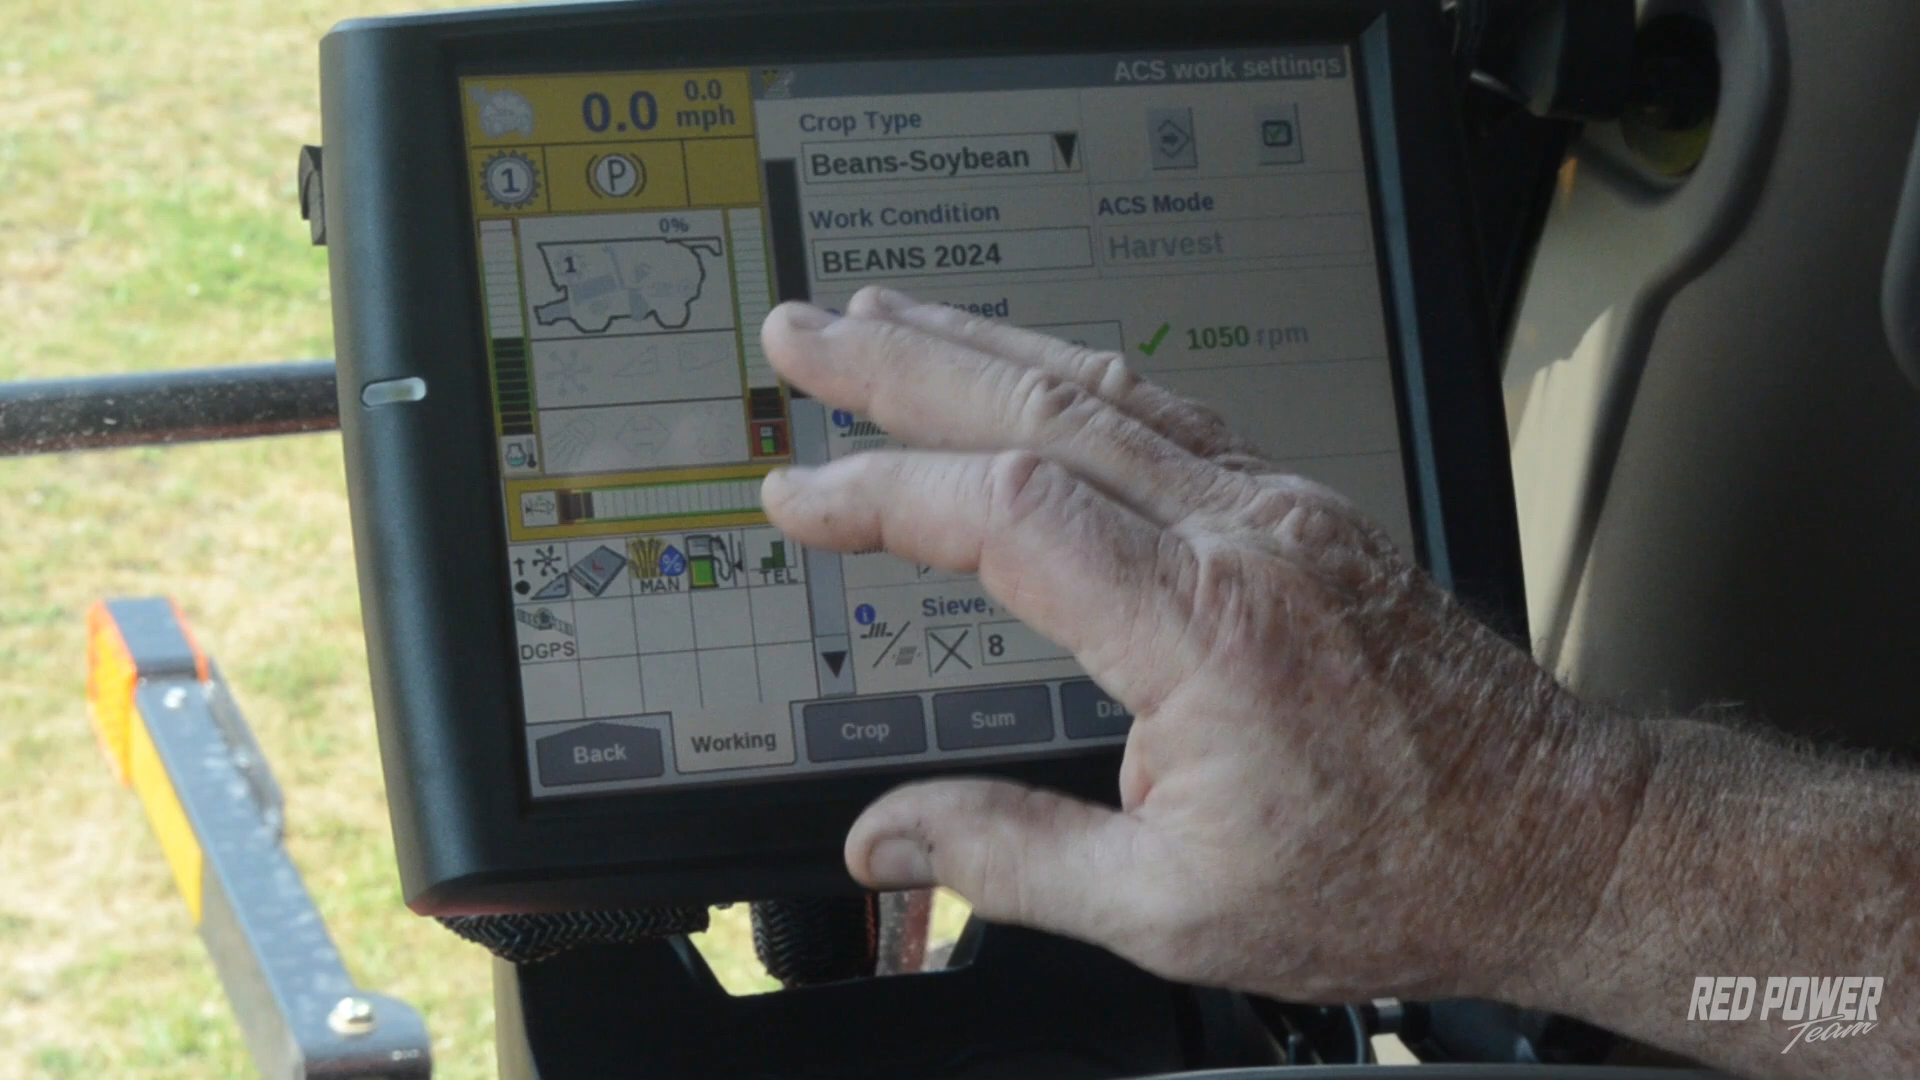 ACS work settings
0.0
0.0
mph
1
P
0%
1
MAN
TEL
DGPS
Crop Type
Beans-Soybean
Work Condition
BEANS 2024
ACS Mode
Harvest
1050 rpm
Sieve,
8
Back
Working
Crop
Sum
RED POWER
Team